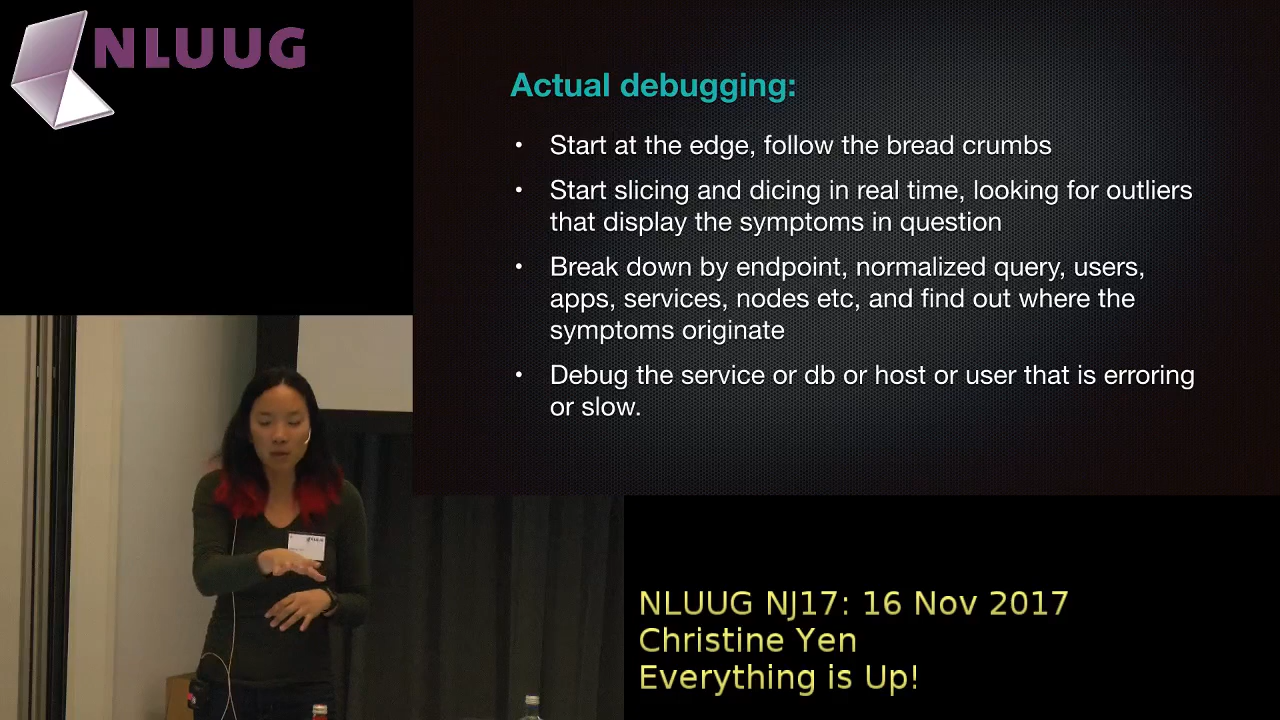 NLUUG
Actual debugging:
• Start at the edge, follow the bread crumbs
• Start slicing and dicing in real time, looking for outliers
that display the symptoms in question
• Break down by endpoint, normalized query, users,
apps, services, nodes etc, and find out where the
symptoms originate
• Debug the service or db or host or user that is erroring
or slow.
NLUUG
NLUUG NJ17: 16 Nov 2017
Christine Yen
Everything is Up!